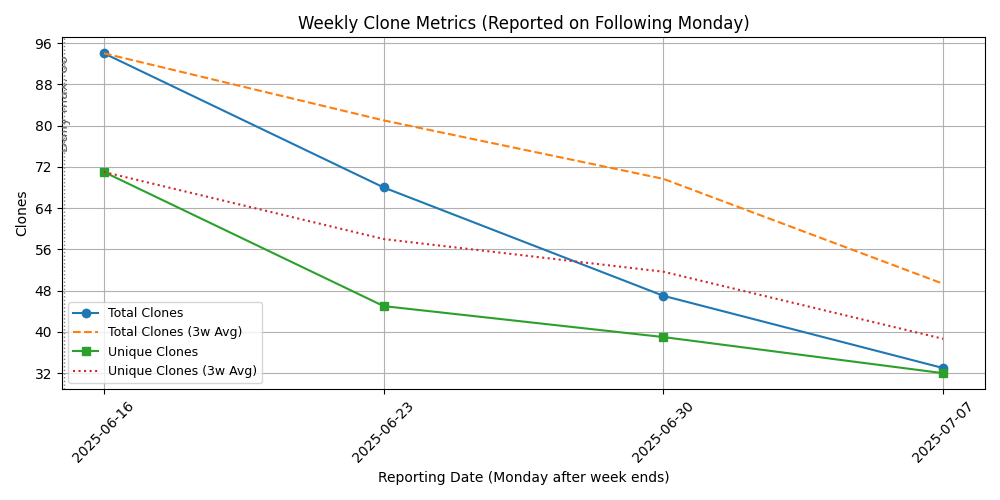 Weekly Clone Metrics (Reported on Following Monday)
Clones
96
88
80
72
64
56
48
40
32
Total Clones
Total Clones (3w Avg)
Unique Clones
Unique Clones (3w Avg)
2025-06-16
2025-06-23
2025-06-30
2025-07-07
Reporting Date (Monday after week ends)